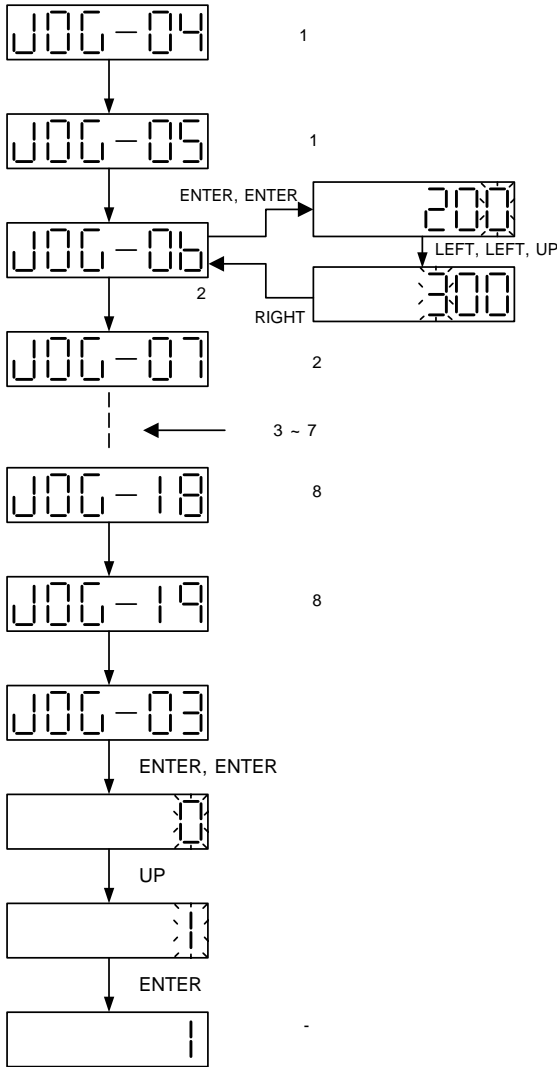 JOG-04 1
JOG-05 1
ENTER, ENTER 200
LEFT, LEFT, UP
JOG-06 300
2
RIGHT
JOG-07 2
3 ~ 7
JOG-18 8
JOG-19 8
JOG-03
ENTER, ENTER
0
UP
1
ENTER
1 -